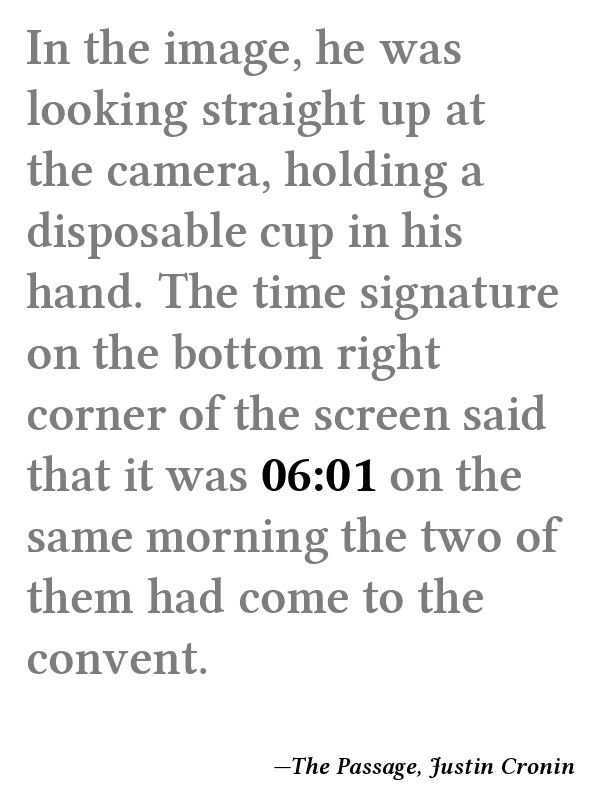 In the image, he was
looking straight up at
the camera, holding a
disposable cup in his
hand. The time signature
on the bottom right
corner of the screen said
that it was 06:01 on the
same morning the two of
them had come to the
convent.
—The Passage, Justin Cronin